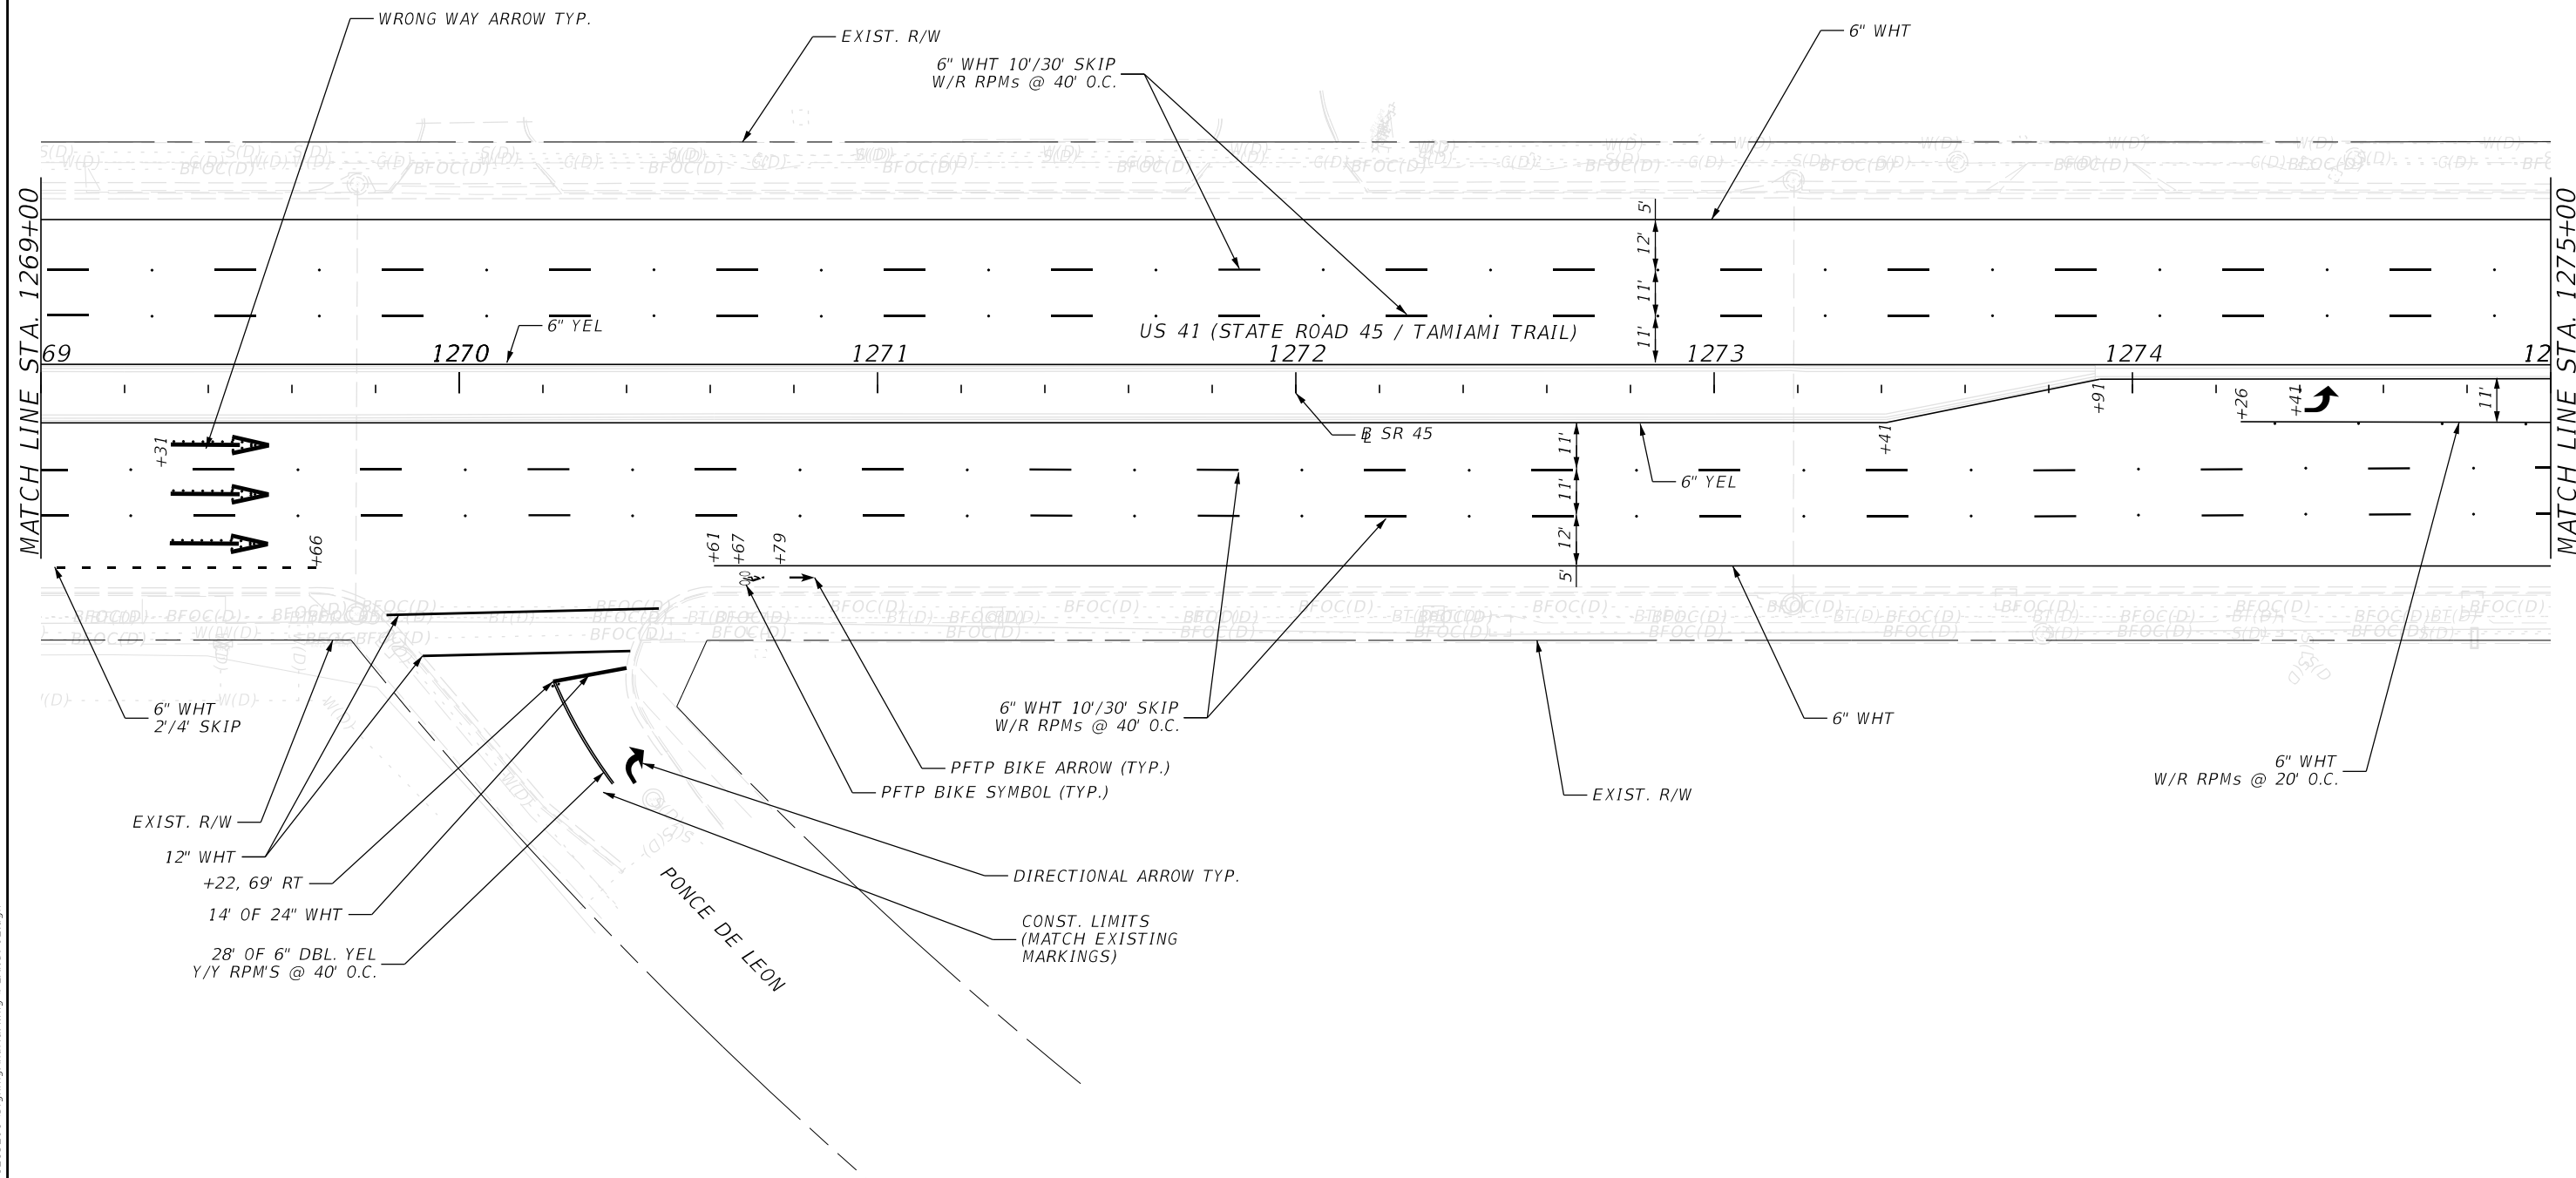 WRONG WAY ARROW TYP.
EXIST. R/W
6" WHT
6" WHT 10'/30' SKIP
W/R RPMs @ 40' O.C.
MATCH LINE STA. 1269+00
MATCH LINE STA. 1275+00
5'
12'
11'
11'
US 41 (STATE ROAD 45 / TAMIAMI TRAIL)
6" YEL
69
1270
1271
1272
1273
1274
12
+91
+26
+41
11'
SR 45
+31
+41
11'
11'
12'
5'
6" YEL
+66
+61
+67
+79
BFOC(D)
W(D)
S(D)
G(D)
BT(D)
6" WHT
2'/4' SKIP
6" WHT 10'/30' SKIP
W/R RPMs @ 40' O.C.
6" WHT
6" WHT
W/R RPMs @ 20' O.C.
PFTP BIKE ARROW (TYP.)
PFTP BIKE SYMBOL (TYP.)
EXIST. R/W
EXIST. R/W
12" WHT
+22, 69' RT
14' OF 24" WHT
28' OF 6" DBL. YEL
Y/Y RPM'S @ 40' O.C.
DIRECTIONAL ARROW TYP.
CONST. LIMITS
(MATCH EXISTING
MARKINGS)
PONCE DE LEON